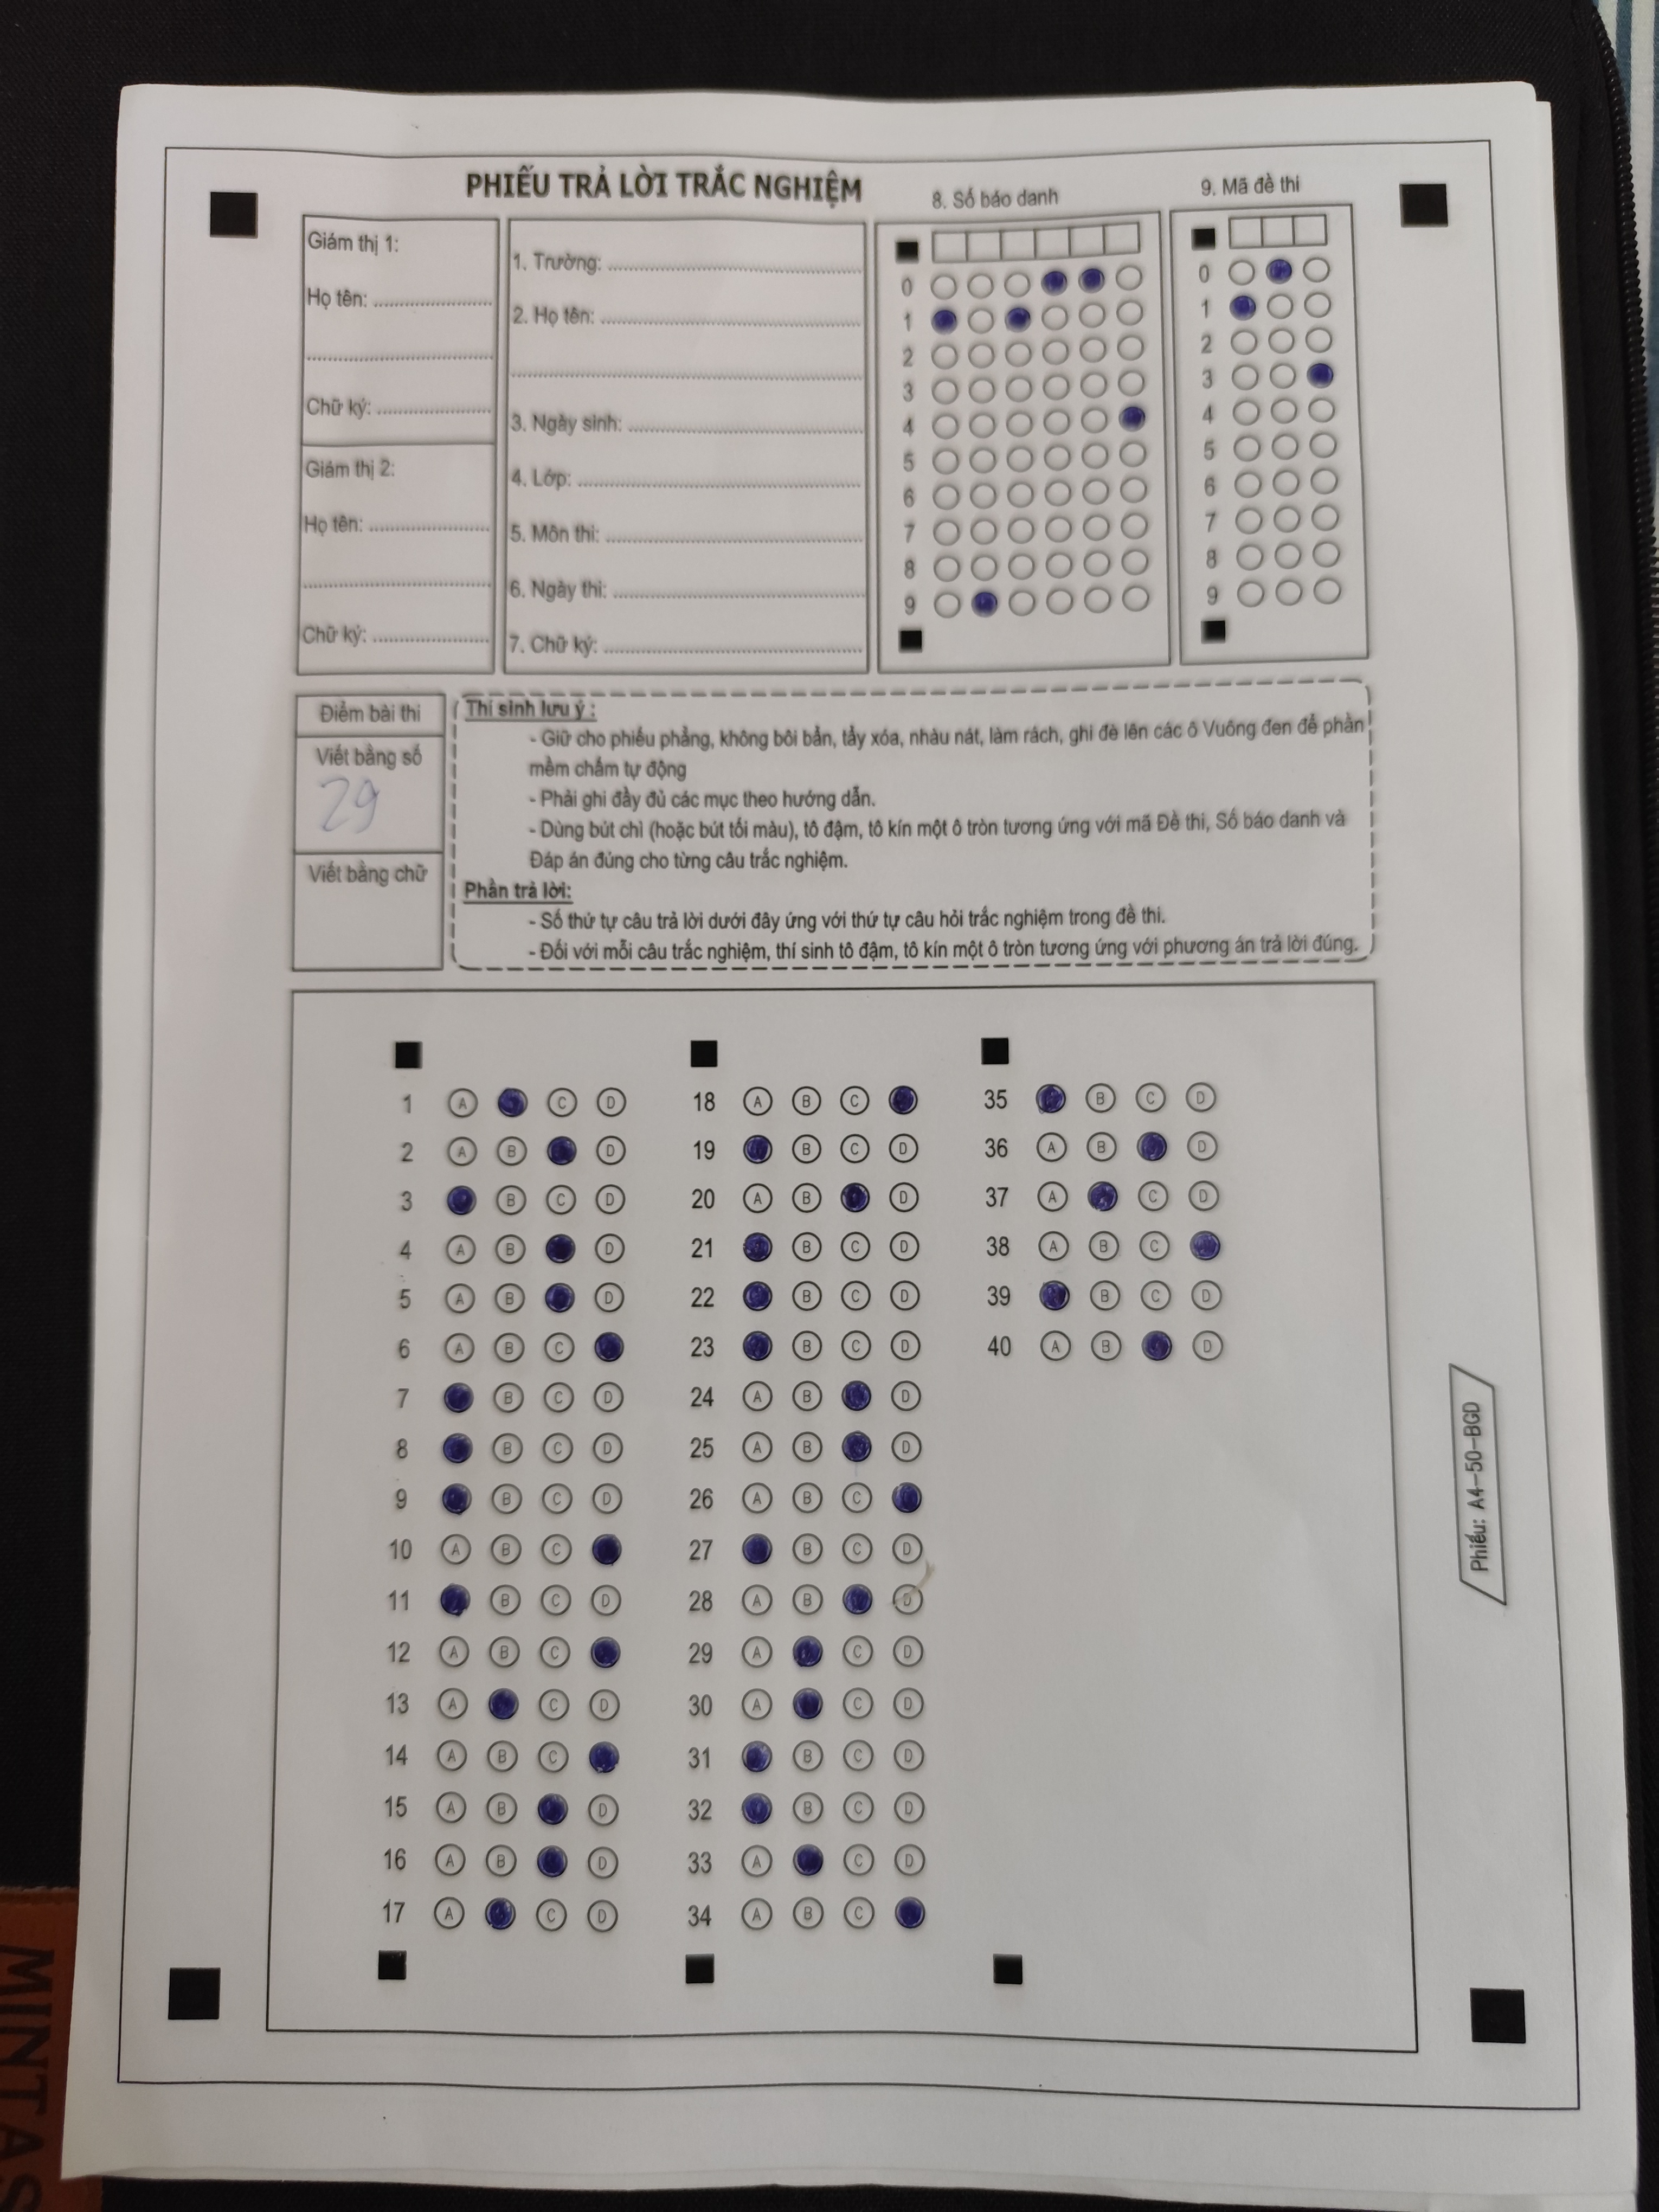 PHIẾU TRẢ LỜI TRẮC NGHIỆM
8. Số báo danh
9. Mã đề thi
Giám thị 1:
Họ tên:
Chữ ký:
Giám thị 2:
Họ tên:
Chữ ký:
1. Trường:
2. Họ tên:
3. Ngày sinh:
4. Lớp:
5. Môn thi:
6. Ngày thi:
7. Chữ ký:
0
1
2
3
4
5
6
7
8
9
0
1
2
3
4
5
6
7
8
9
Điểm bài thi
Viết bằng số
29
Viết bằng chữ
Thí sinh lưu ý :
- Giữ cho phiếu phẳng, không bôi bẩn, tẩy xóa, nhàu nát, làm rách, ghi đè lên các ô Vuông đen để phần
mềm chấm tự động
- Phải ghi đầy đủ các mục theo hướng dẫn.
- Dùng bút chì (hoặc bút tối màu), tô đậm, tô kín một ô tròn tương ứng với mã Đề thi, Số báo danh và
Đáp án đúng cho từng câu trắc nghiệm.
Phần trả lời:
- Số thứ tự câu trả lời dưới đây ứng với thứ tự câu hỏi trắc nghiệm trong đề thi.
- Đối với mỗi câu trắc nghiệm, thí sinh tô đậm, tô kín một ô tròn tương ứng với phương án trả lời đúng.
1 A C D
2 A B D
3 B C D
4 A B D
5 A B D
6 A B C
7 B C D
8 B C D
9 B C D
10 A B C
11 B C D
12 A B C
13 A C D
14 A B C
15 A B D
16 A B D
17 A C D
18 A B C
19 B C D
20 A B D
21 B C D
22 B C D
23 B C D
24 A B D
25 A B D
26 A B C
27 B C D
28 A B D
29 A C D
30 A C D
31 B C D
32 B C D
33 A C D
34 A B C
35 B C D
36 A B D
37 A C D
38 A B C
39 B C D
40 A B D
Phiếu: A4-50-BGD